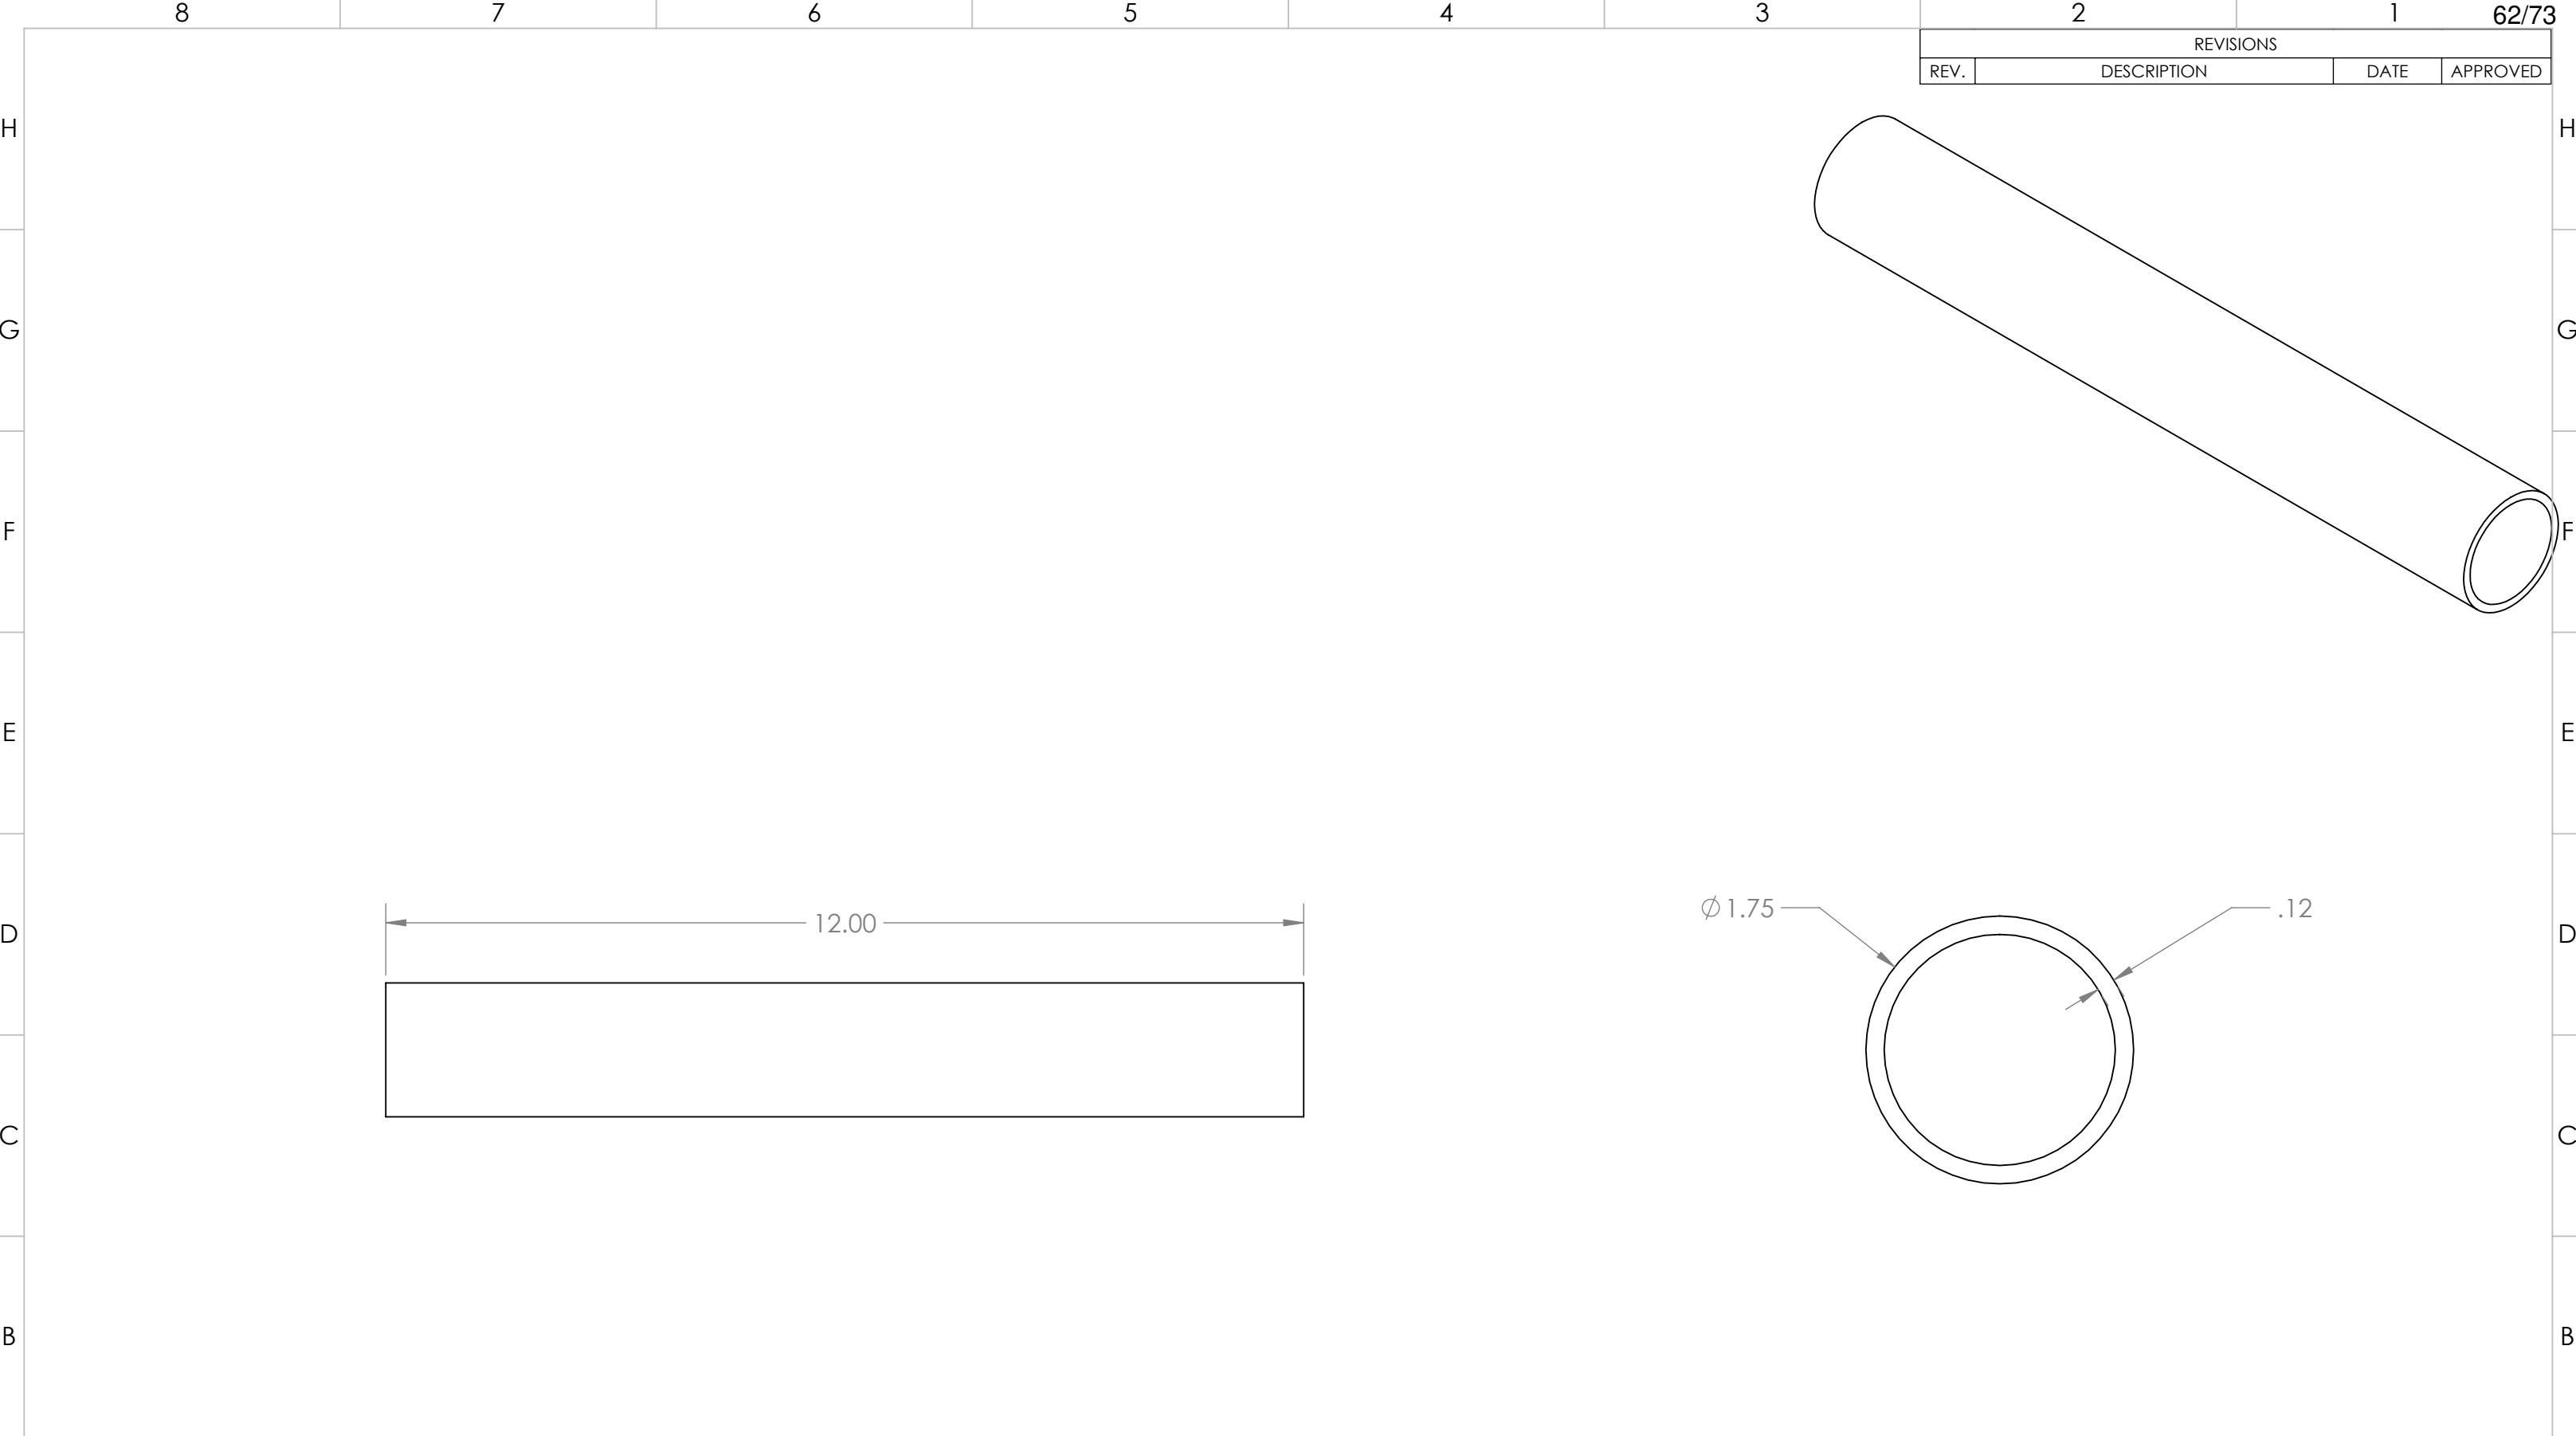 8 7 6 5 4 3 2 1 62/73
REVISIONS
REV. DESCRIPTION DATE APPROVED
H H
G G
F F
E E
12.00 ∅1.75 .12
D D
C C
B B